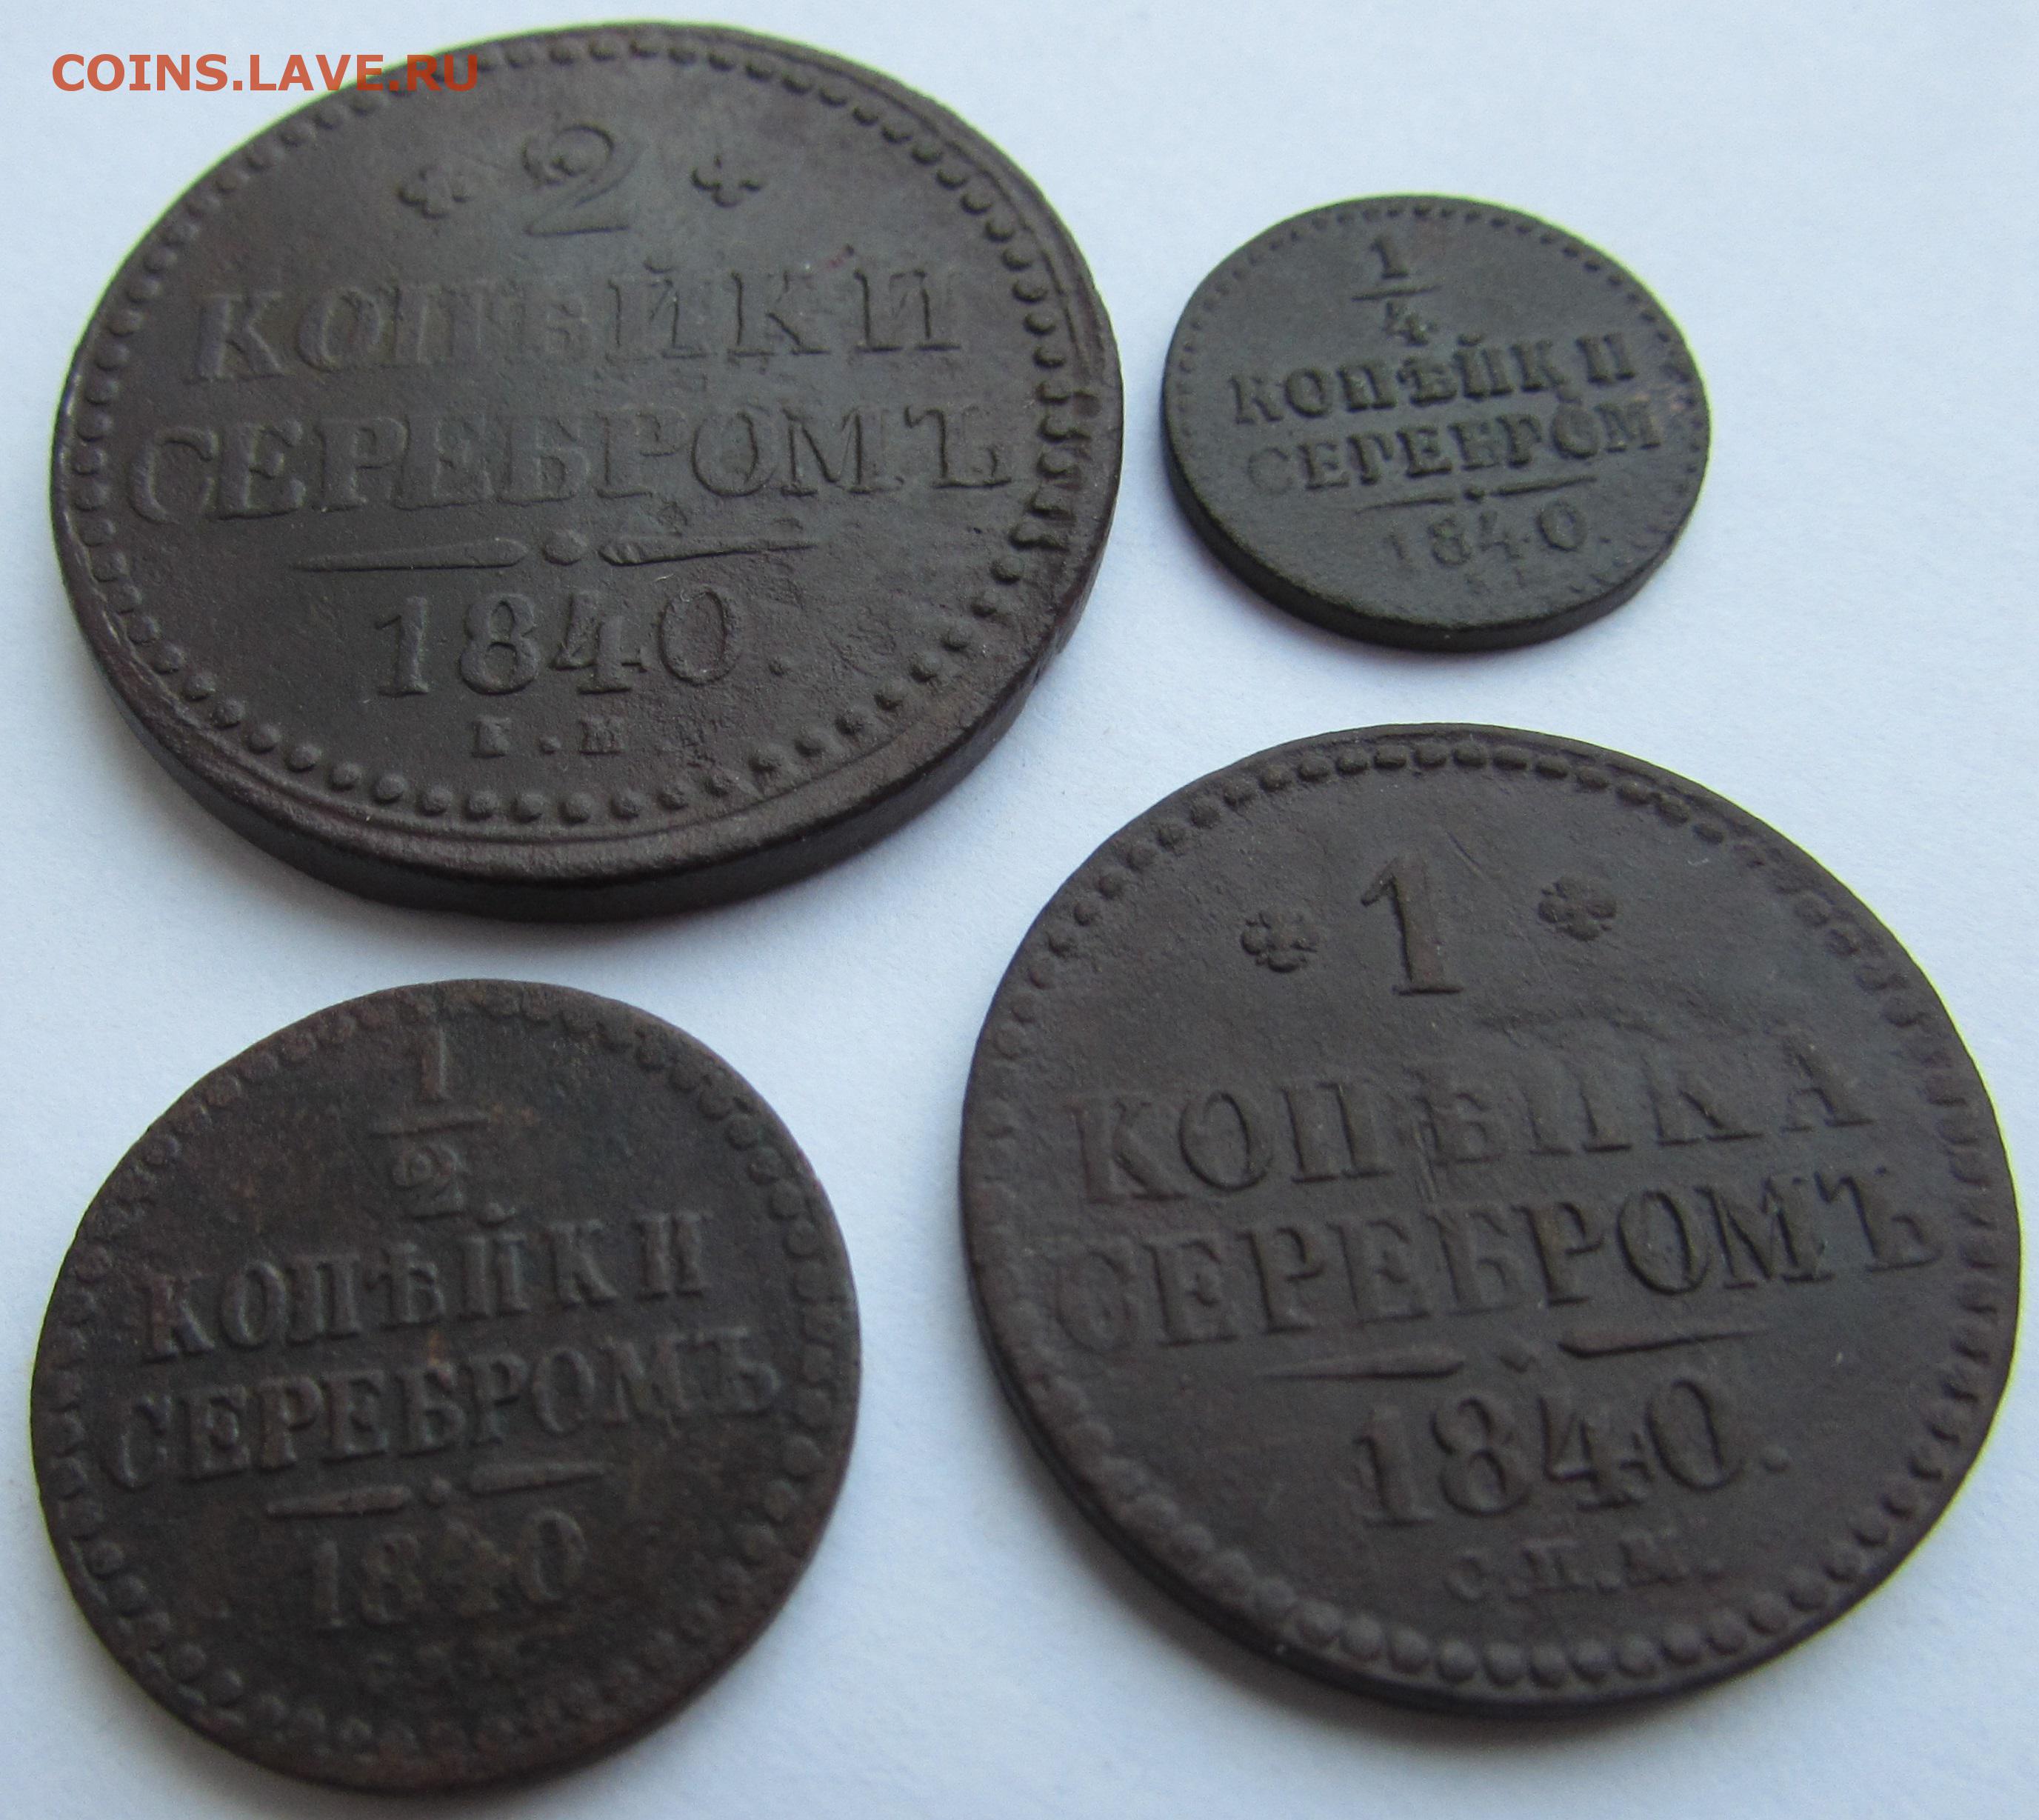 COINS.LAVE.RU
2
КОПѢЙКИ
СЕРЕБРОМЪ
1840.
Е.М.
1
4
КОПѢЙКИ
СЕРЕБРОМ
1840.
1
2
КОПѢЙКИ
СЕРЕБРОМЪ
1840
1
КОПѢЙКА
СЕРЕБРОМЪ
1840.
С.П.М.